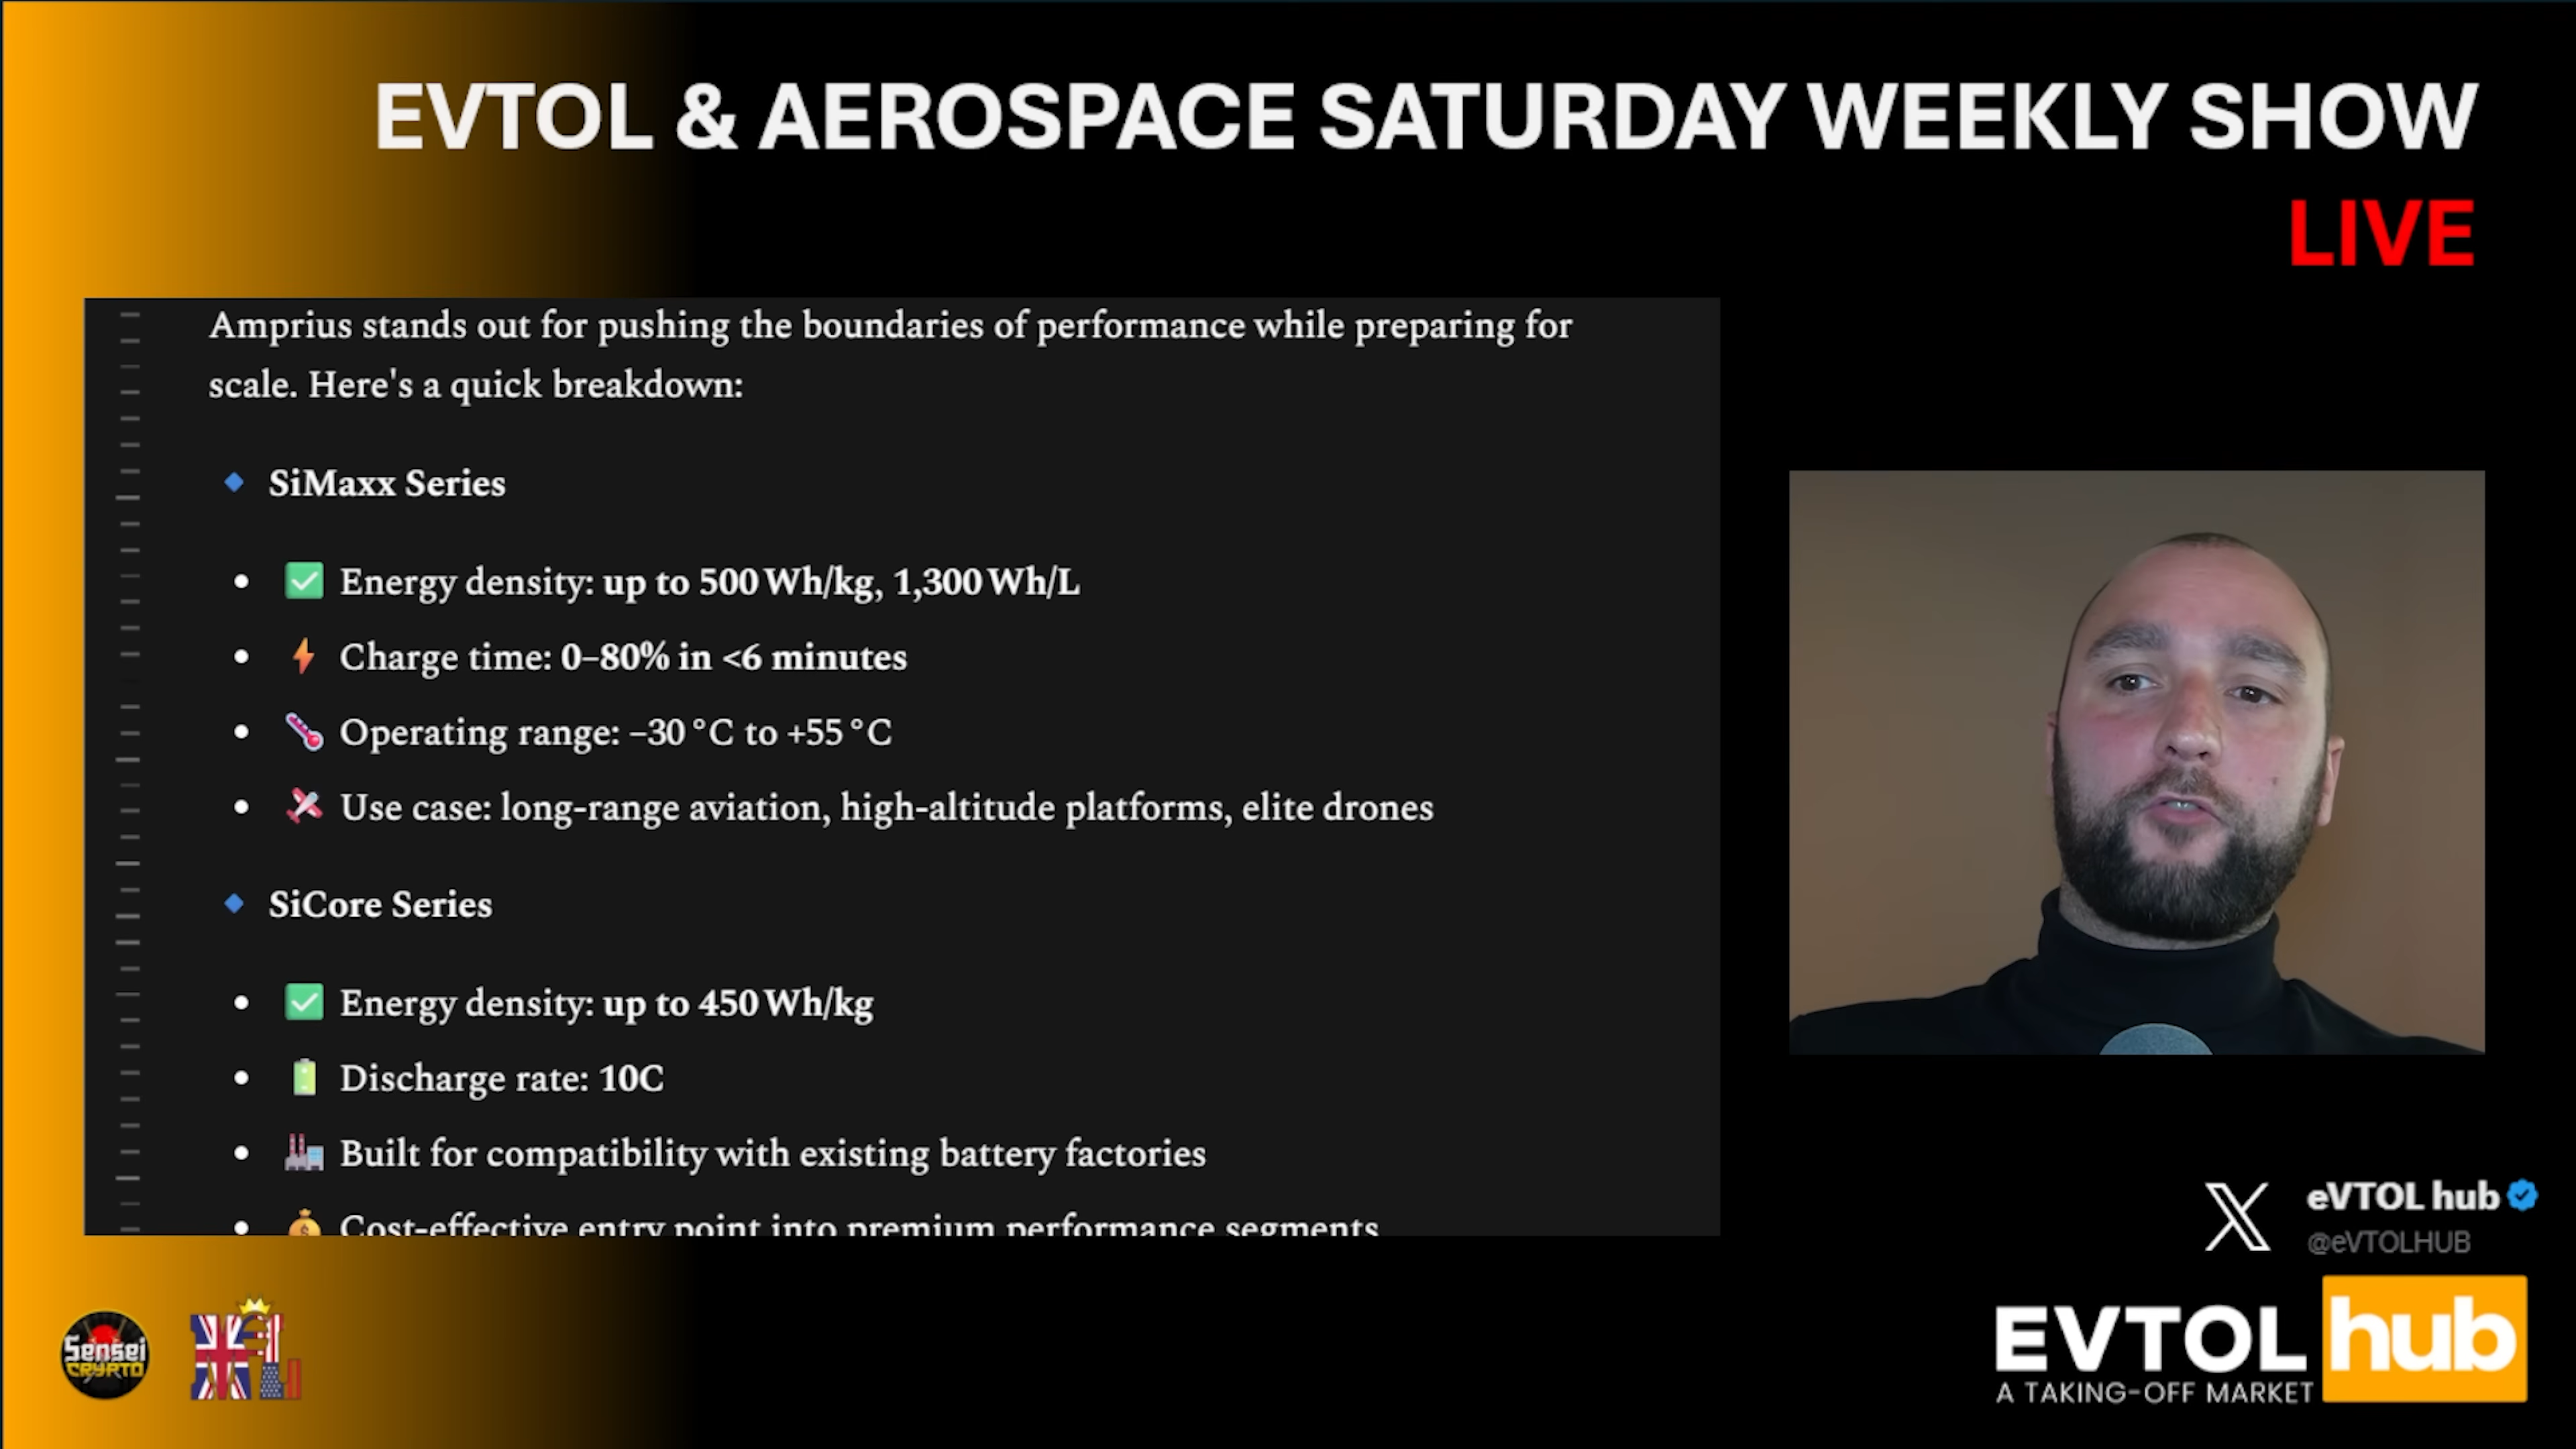 EVTOL & AEROSPACE SATURDAY WEEKLY SHOW
LIVE
Amprius stands out for pushing the boundaries of performance while preparing for
scale. Here's a quick breakdown:
SiMaxx Series
Energy density: up to 500 Wh/kg, 1,300 Wh/L
Charge time: 0–80% in <6 minutes
Operating range: −30 °C to +55 °C
Use case: long-range aviation, high-altitude platforms, elite drones
SiCore Series
Energy density: up to 450 Wh/kg
Discharge rate: 10C
Built for compatibility with existing battery factories
Cost-effective entry point into premium performance segments
eVTOL hub
@eVTOLHUB
Sensei
CRYPTO
EVTOL hub
A TAKING-OFF MARKET